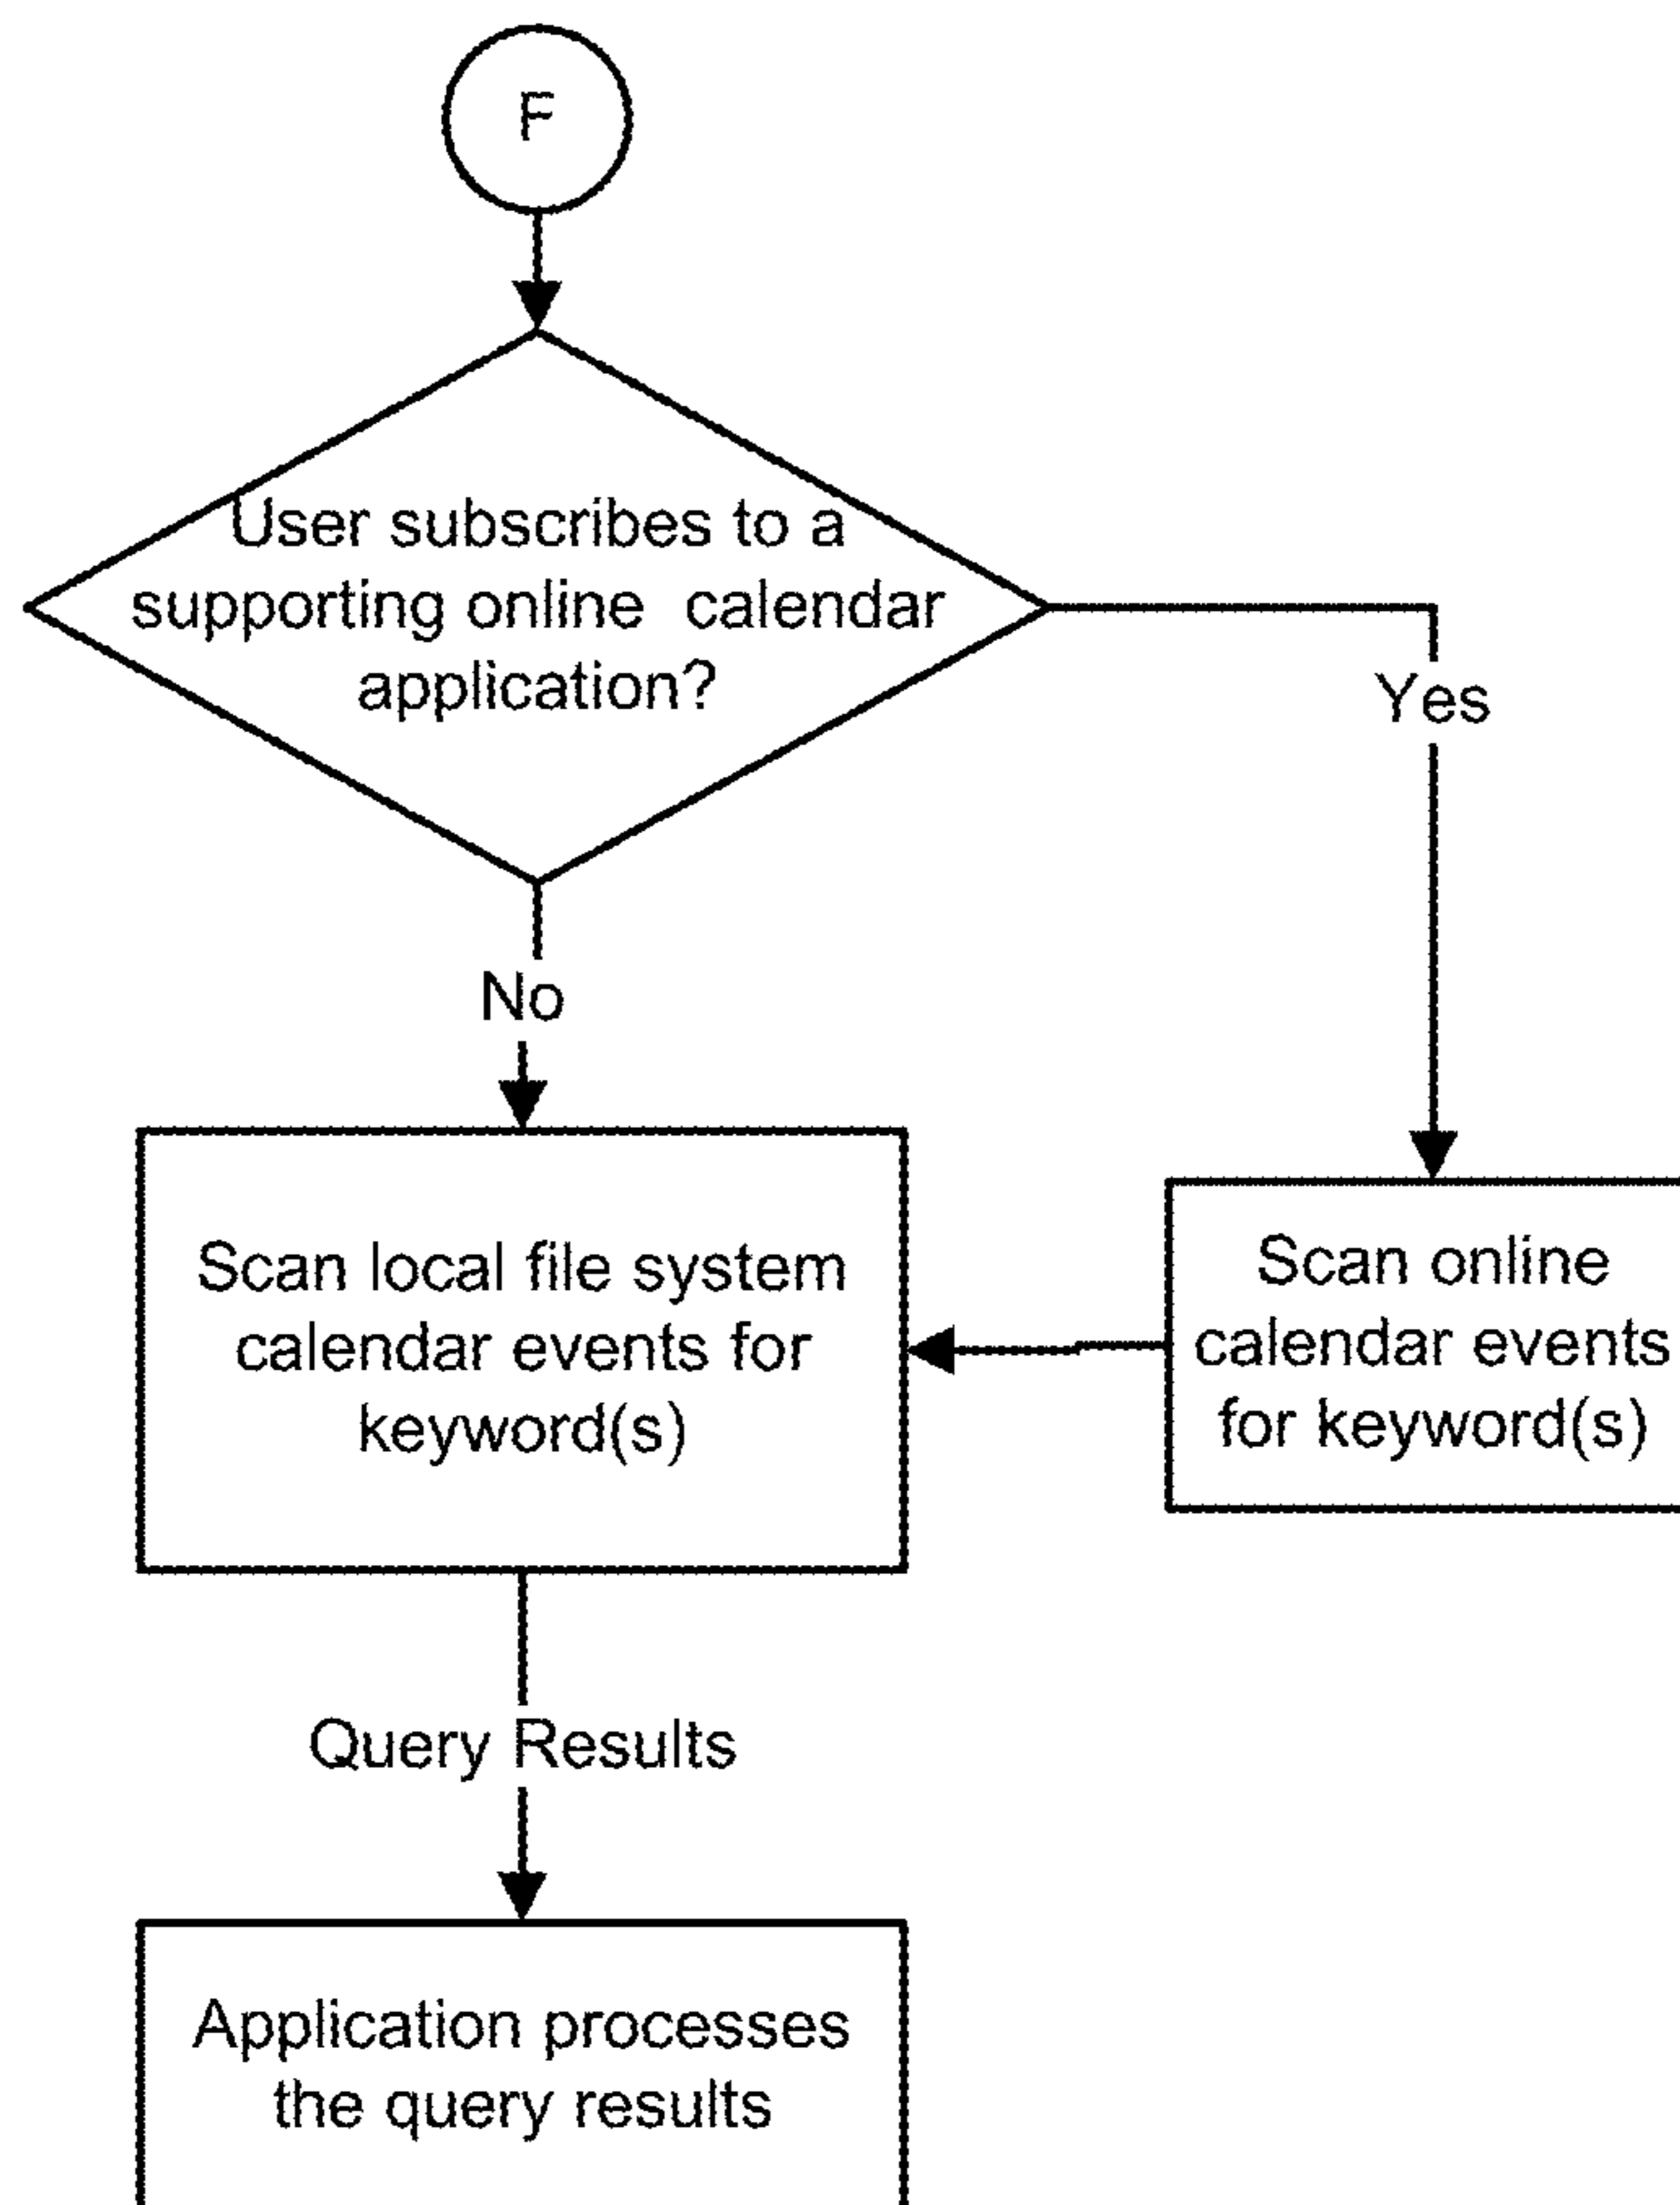 F
User subscribes to a
supporting online calendar
application?
Yes
No
Scan local file system
calendar events for
keyword(s)
Scan online
calendar events
for keyword(s)
Query Results
Application processes
the query results